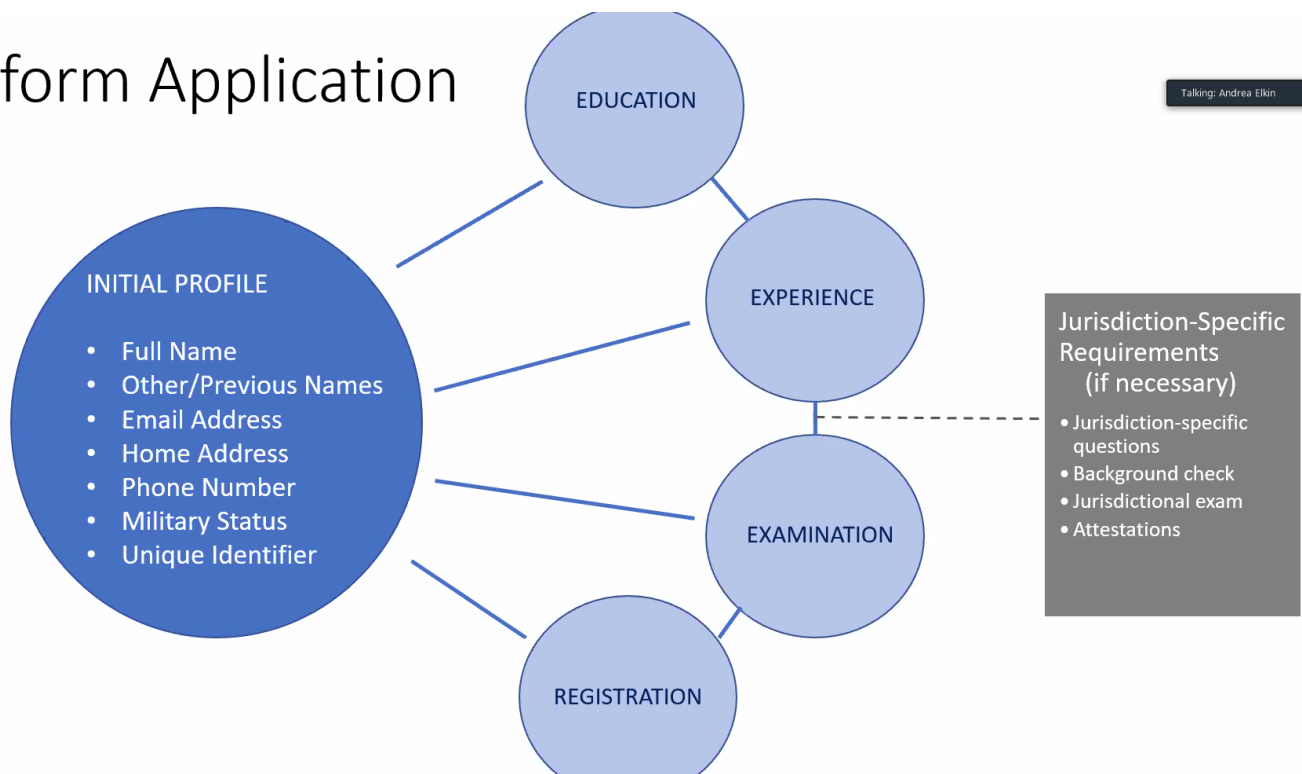 form Application
Talking: Andrea Elkin
EDUCATION
EXPERIENCE
INITIAL PROFILE
• Full Name
• Other/Previous Names
• Email Address
• Home Address
• Phone Number
• Military Status
• Unique Identifier
Jurisdiction-Specific
Requirements
(if necessary)
• Jurisdiction-specific
questions
• Background check
• Jurisdictional exam
• Attestations
EXAMINATION
REGISTRATION